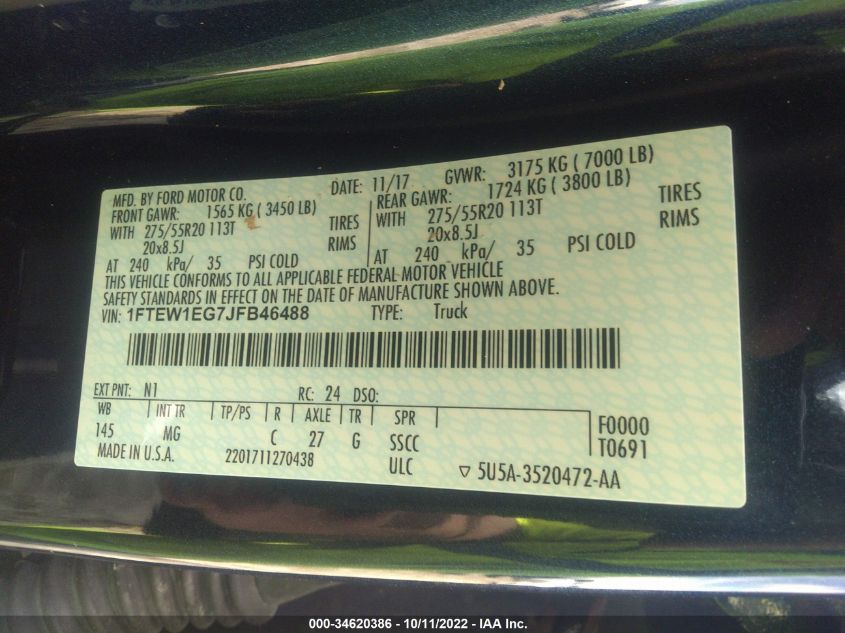 MFD. BY FORD MOTOR CO. DATE: 11/17 GVWR: 3175 KG ( 7000 LB)
FRONT GAWR: 1565 KG ( 3450 LB) REAR GAWR: 1724 KG ( 3800 LB)
WITH 275/55R20 113T TIRES WITH 275/55R20 113T TIRES
20x8.5J RIMS 20x8.5J RIMS
AT 240 kPa/ 35 PSI COLD AT 240 kPa/ 35 PSI COLD
THIS VEHICLE CONFORMS TO ALL APPLICABLE FEDERAL MOTOR VEHICLE
SAFETY STANDARDS IN EFFECT ON THE DATE OF MANUFACTURE SHOWN ABOVE.
VIN: 1FTEW1EG7JFB46488 TYPE: Truck
EXT PNT: N1 RC: 24 DSO:
WB INT TR TP/PS R AXLE TR SPR F0000
145 MG C 27 G SSCC T0691
MADE IN U.S.A. 2201711270438 ULC ▽ 5U5A-3520472-AA
000-34620386 - 10/11/2022 - IAA Inc.